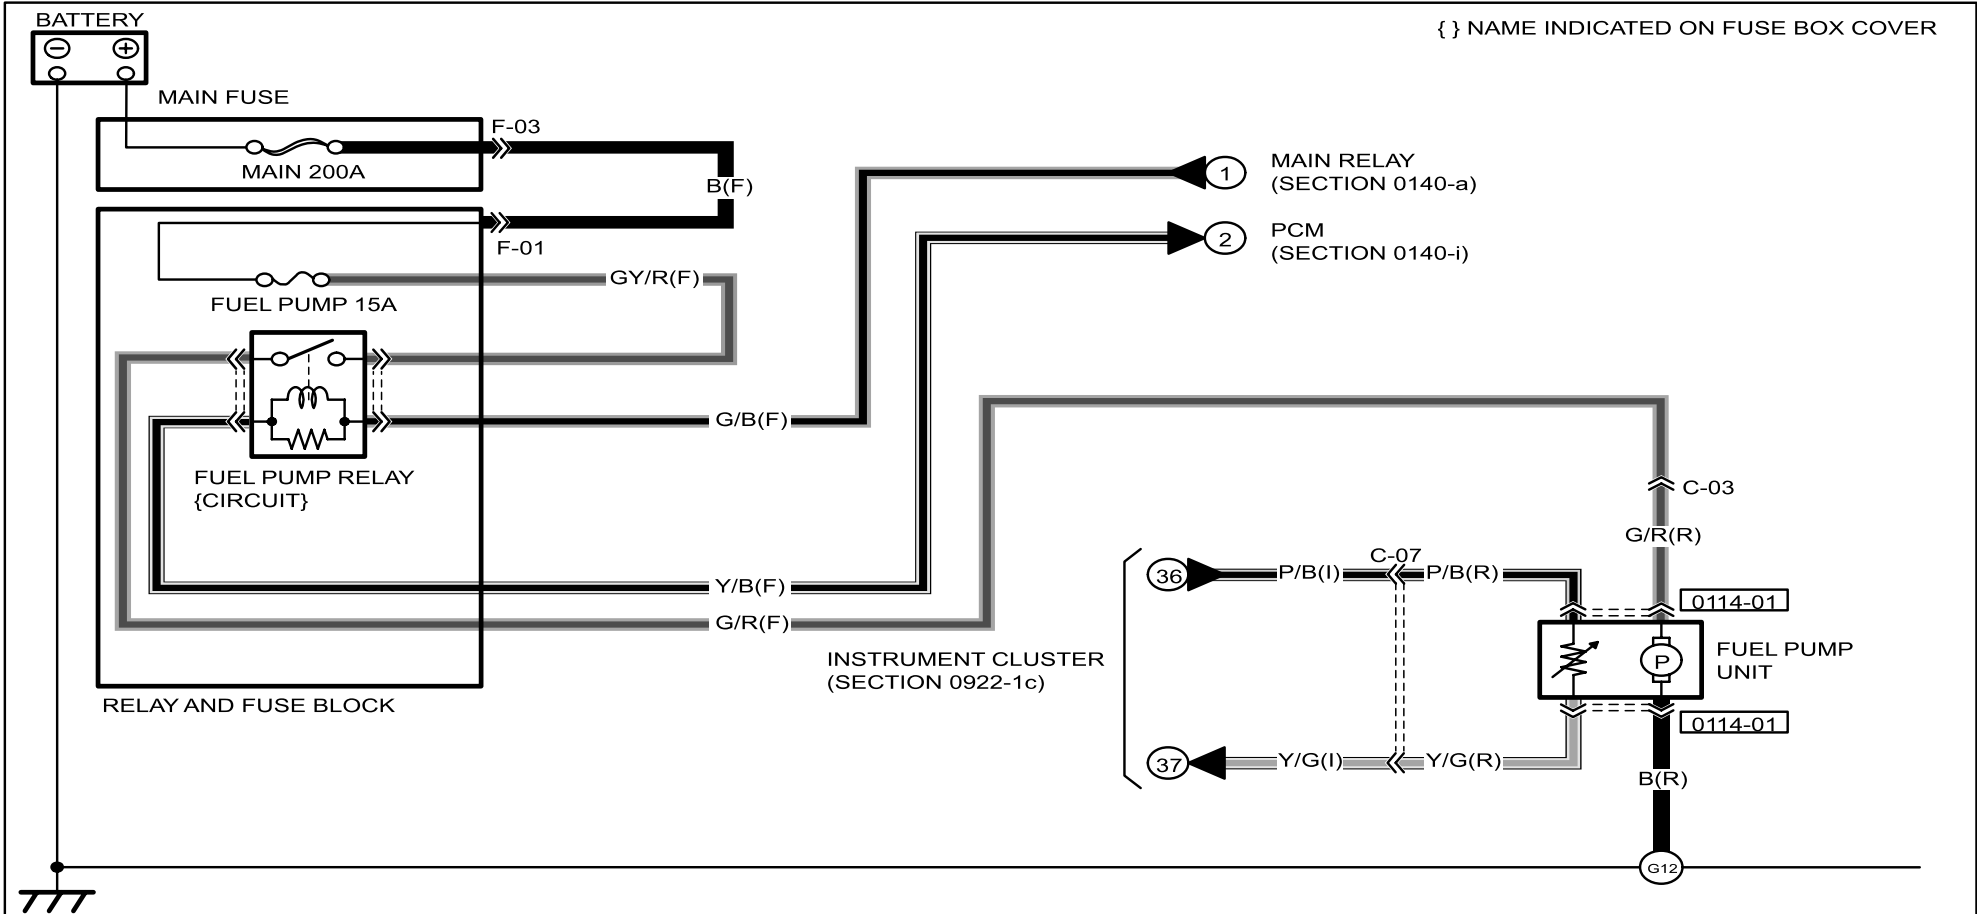 BATTERY
{ } NAME INDICATED ON FUSE BOX COVER
MAIN FUSE
F-03
MAIN 200A
B(F)
F-01
MAIN RELAY
(SECTION 0140-a)
1
PCM
(SECTION 0140-i)
2
GY/R(F)
FUEL PUMP 15A
G/B(F)
FUEL PUMP RELAY
{CIRCUIT}
C-03
G/R(R)
C-07
36
P/B(I)
P/B(R)
Y/B(F)
G/R(F)
0114-01
INSTRUMENT CLUSTER
(SECTION 0922-1c)
P
FUEL PUMP
UNIT
RELAY AND FUSE BLOCK
0114-01
37
Y/G(I)
Y/G(R)
B(R)
G12